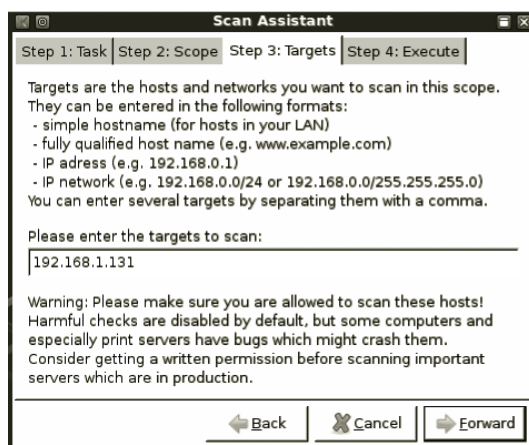 Scan Assistant
Step 1: Task Step 2: Scope Step 3: Targets Step 4: Execute
Targets are the hosts and networks you want to scan in this scope.
They can be entered in the following formats:
- simple hostname (for hosts in your LAN)
- fully qualified host name (e.g. www.example.com)
- IP adress (e.g. 192.168.0.1)
- IP network (e.g. 192.168.0.0/24 or 192.168.0.0/255.255.255.0)
You can enter several targets by separating them with a comma.
Please enter the targets to scan:
192.168.1.131
Warning: Please make sure you are allowed to scan these hosts!
Harmful checks are disabled by default, but some computers and
especially print servers have bugs which might crash them.
Consider getting a written permission before scanning important
servers which are in production.
Back Cancel Forward